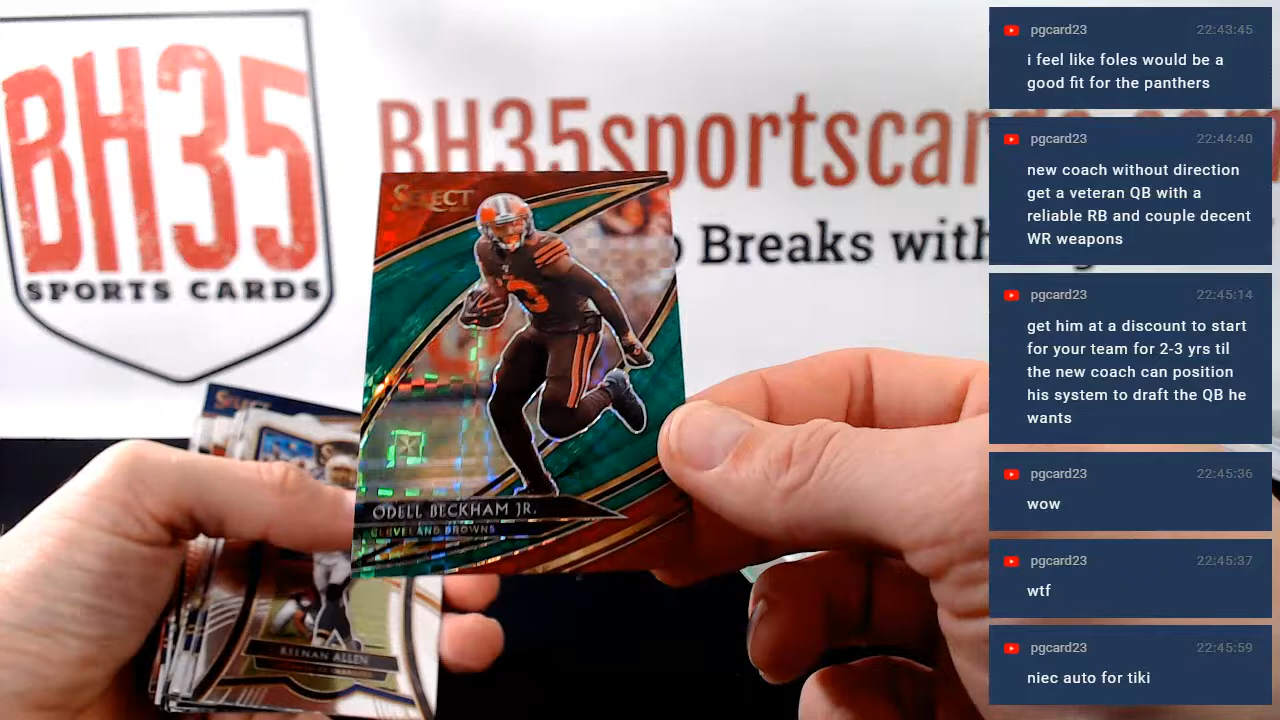 BH35
SPORTS CARDS
BH35sportscar
Breaks with
SELECT
ODELL BECKHAM JR.
CLEVELAND BROWNS
KEENAN ALLEN
pgcard23 22:43:45
i feel like foles would be a
good fit for the panthers
pgcard23 22:44:40
new coach without direction
get a veteran QB with a
reliable RB and couple decent
WR weapons
pgcard23 22:45:14
get him at a discount to start
for your team for 2-3 yrs til
the new coach can position
his system to draft the QB he
wants
pgcard23 22:45:36
wow
pgcard23 22:45:37
wtf
pgcard23 22:45:59
niec auto for tiki